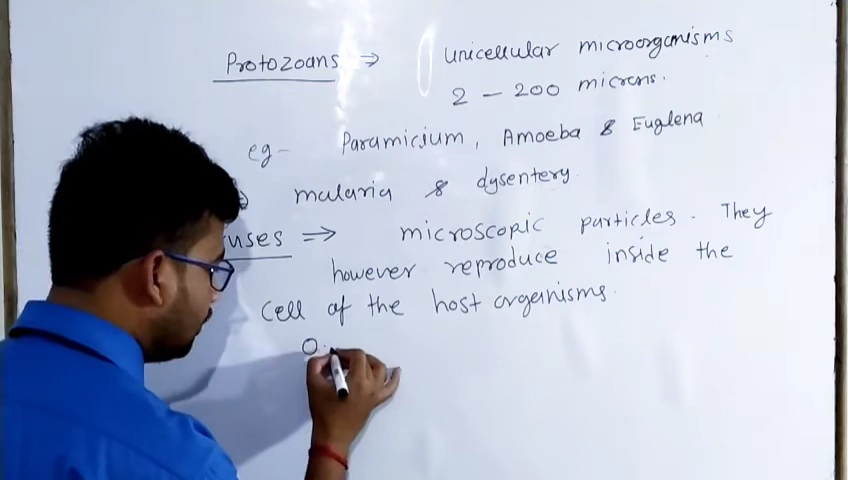 Protozoans ⇒ unicellular microorganisms
2 – 200 microns.
eg- Paramicium, Amoeba & Euglena
malaria & dysentery.
uses ⇒ microscopic particles. They
however reproduce inside the
cell of the host organisms.
0.